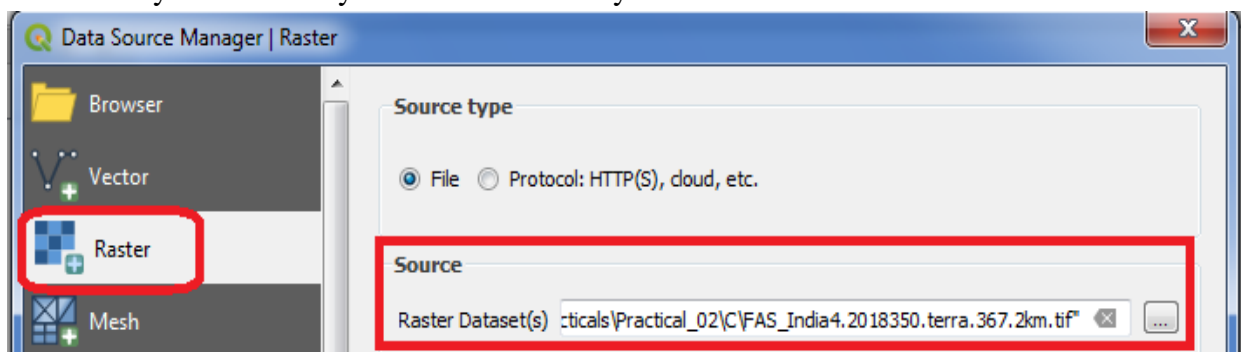 Data Source Manager | Raster
Browser
Vector
Raster
Mesh
Source type
File Protocol: HTTP(S), cloud, etc.
Source
Raster Dataset(s) cticals\Practical_02\C\FAS_India4.2018350.terra.367.2km.tif" ...